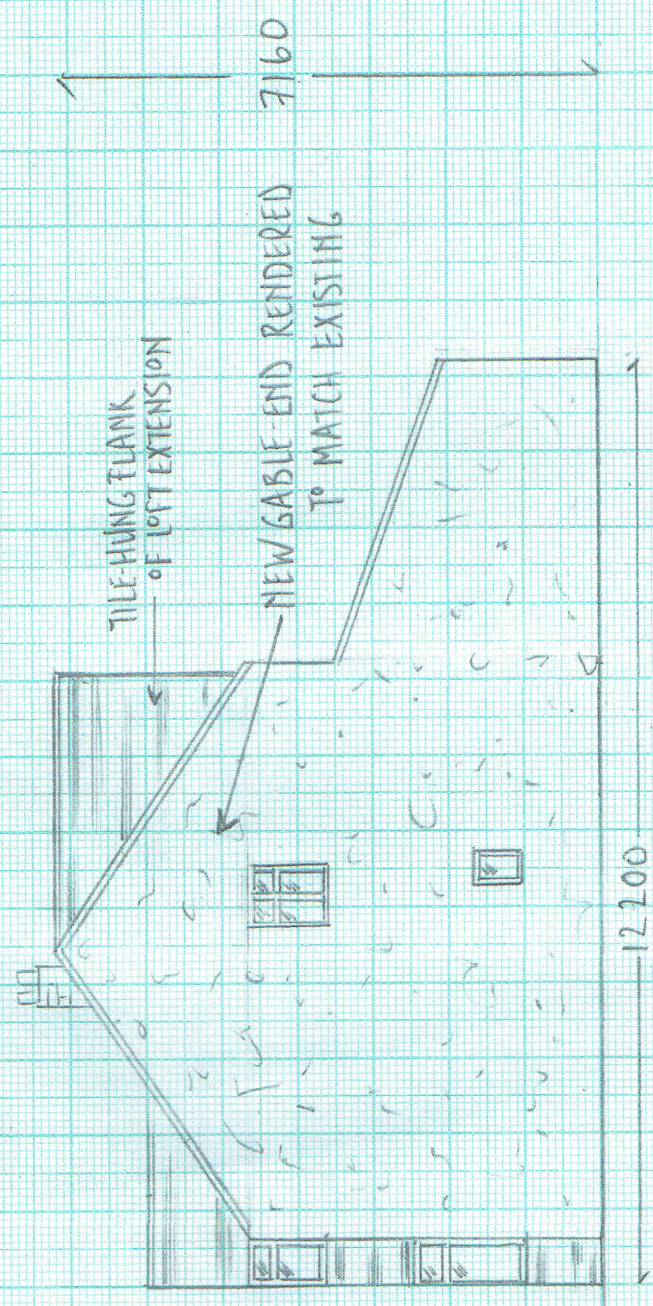 TILE-HUNG FLANK
OF LOFT EXTENSION
NEW GABLE-END RENDERED
TO MATCH EXISTING
7160
12200